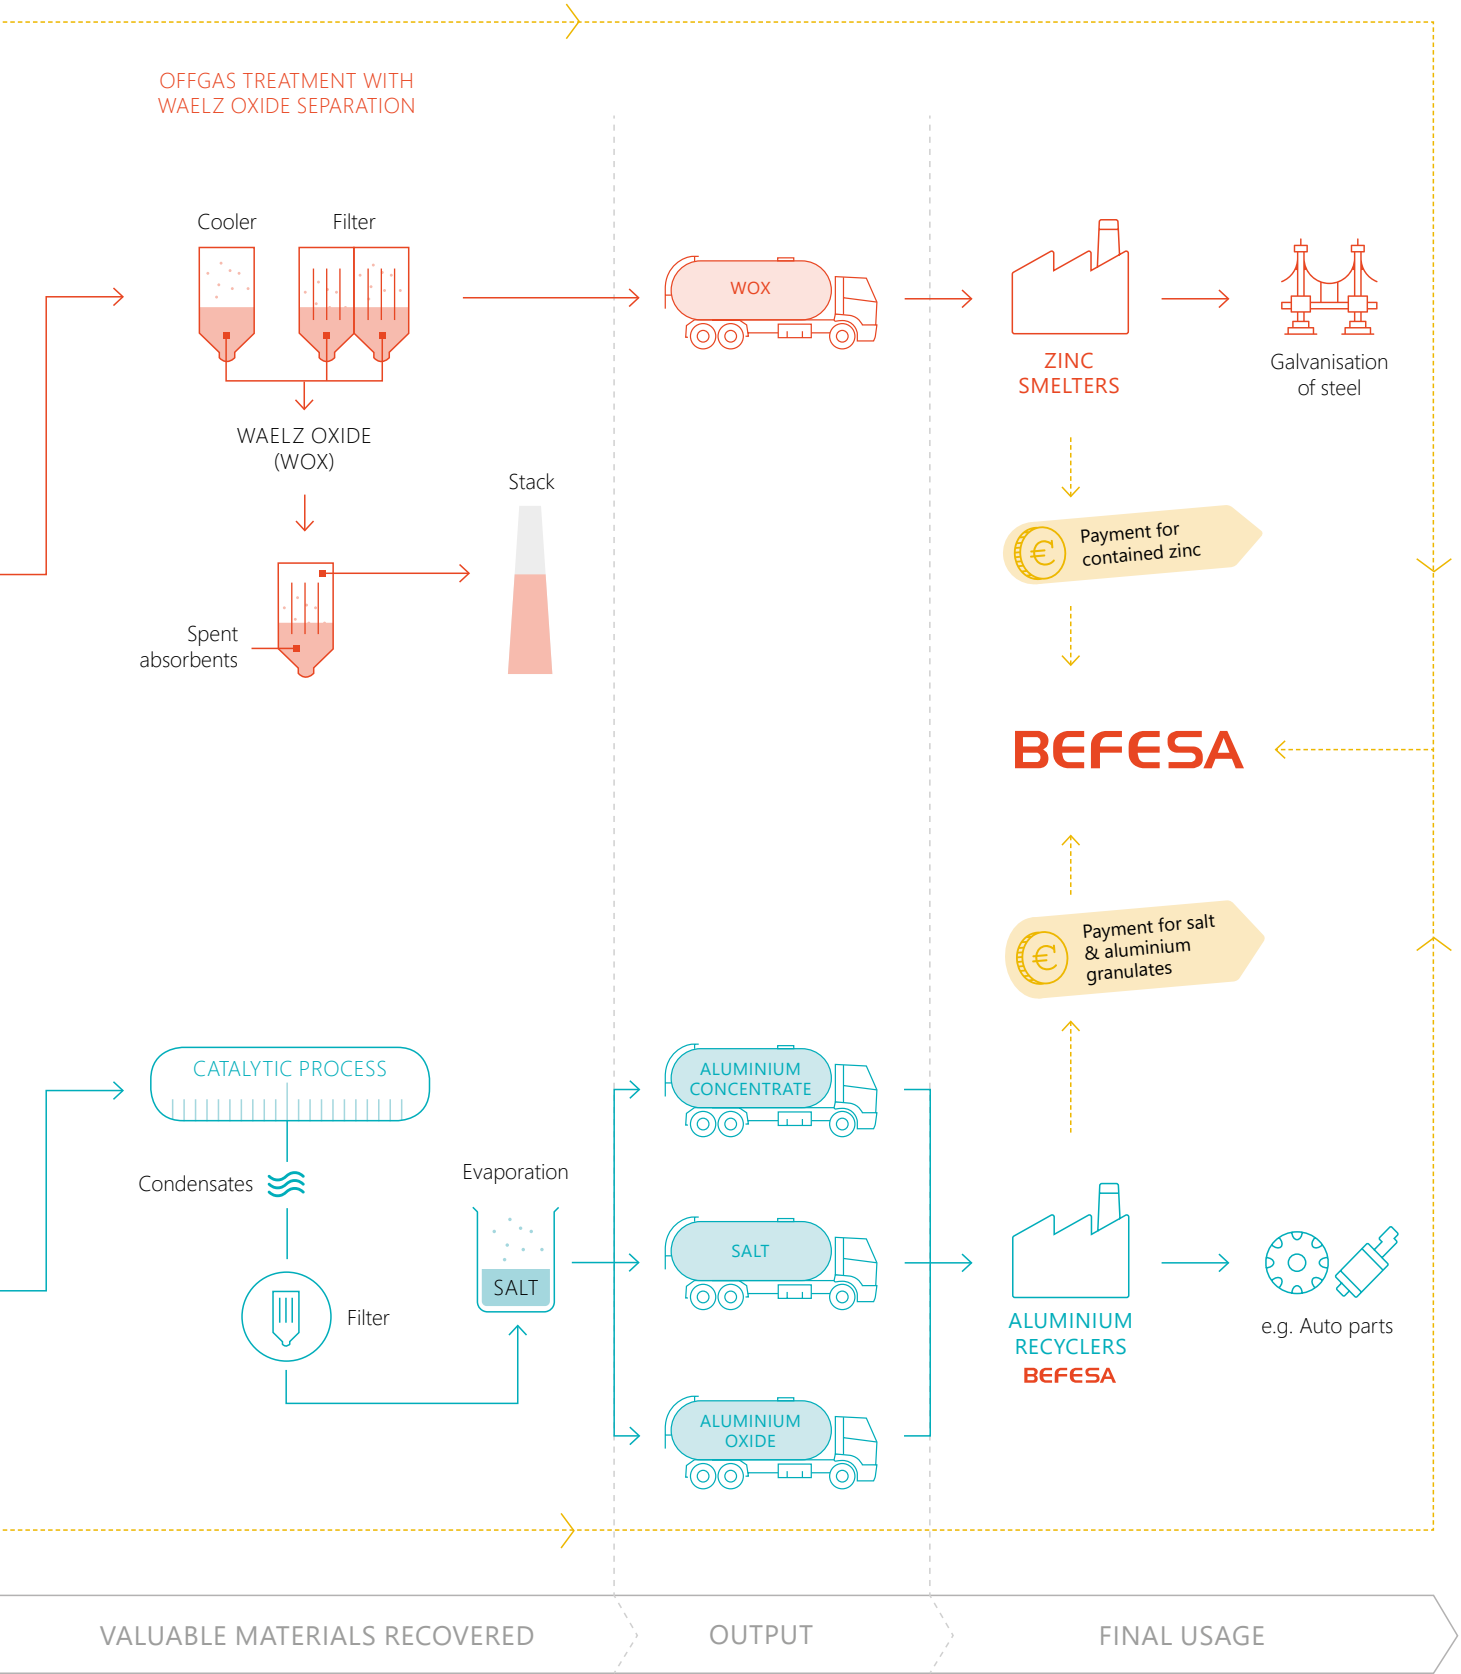 OFFGAS TREATMENT WITH
WAELZ OXIDE SEPARATION
Cooler
Filter
WAELZ OXIDE
(WOX)
Stack
Spent
absorbents
WOX
ZINC
SMELTERS
Galvanisation
of steel
€
Payment for
contained zinc
BEFESA
€
Payment for salt
& aluminium
granulates
CATALYTIC PROCESS
Condensates
Filter
Evaporation
SALT
ALUMINIUM
CONCENTRATE
SALT
ALUMINIUM
OXIDE
ALUMINIUM
RECYCLERS
BEFESA
e.g. Auto parts
VALUABLE MATERIALS RECOVERED
OUTPUT
FINAL USAGE